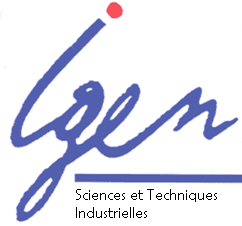 igen
Sciences et Techniques
Industrielles